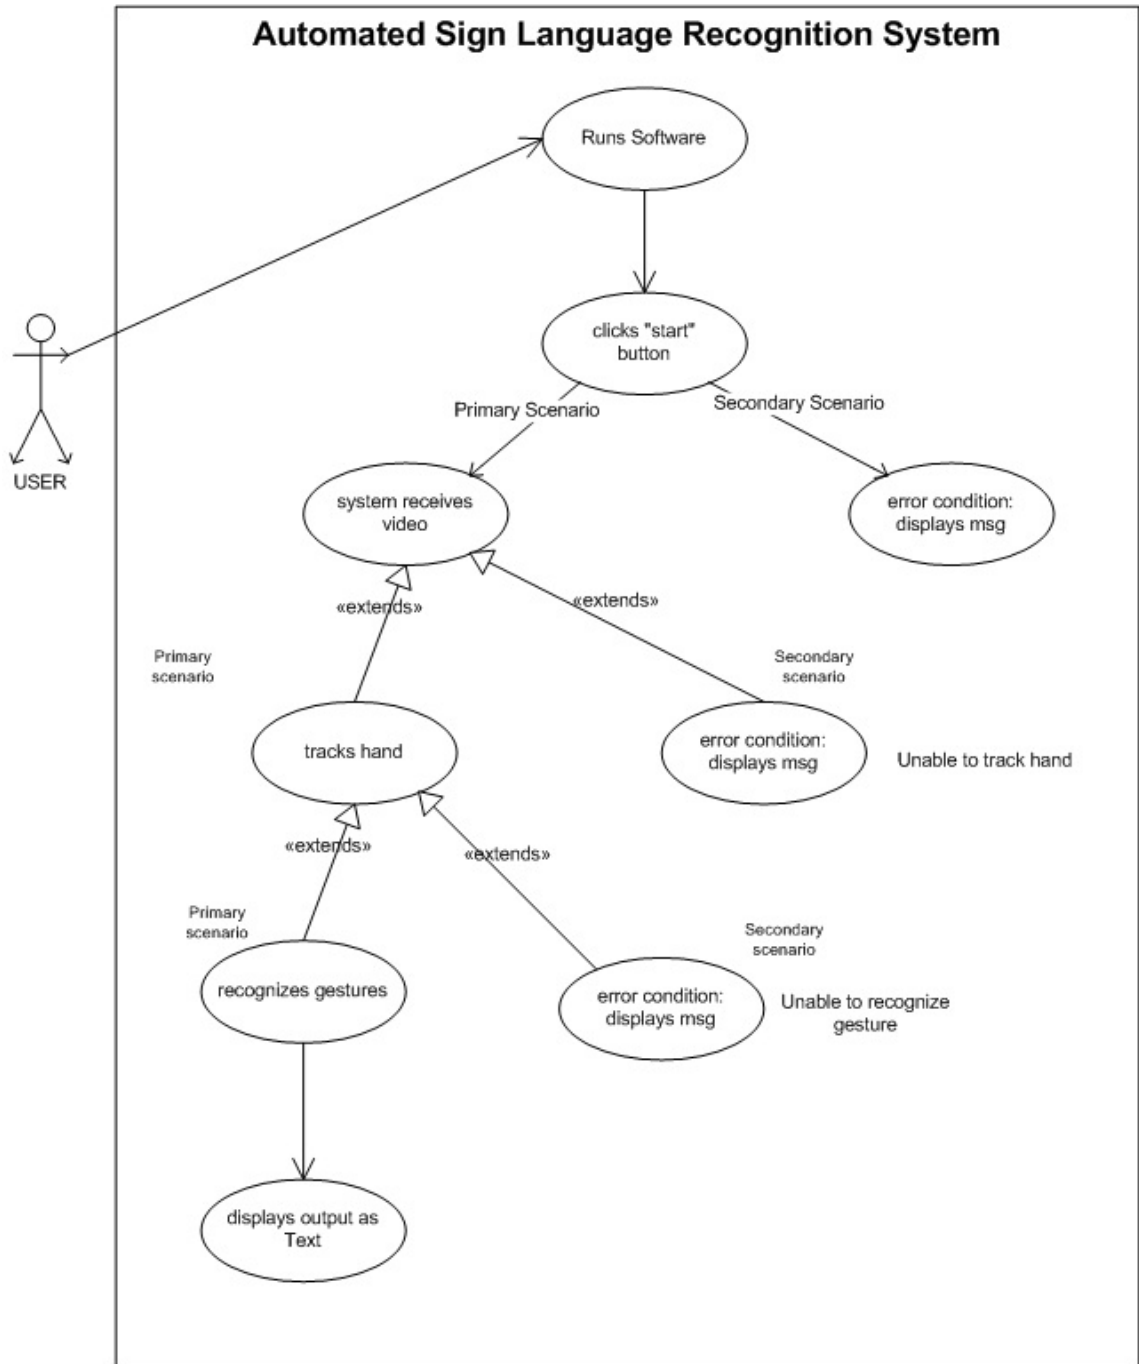 Automated Sign Language Recognition System
Runs Software
clicks "start"
button
Primary Scenario
Secondary Scenario
USER
system receives
video
error condition:
displays msg
«extends»
«extends»
Primary
scenario
Secondary
scenario
tracks hand
error condition:
displays msg
Unable to track hand
«extends»
«extends»
Primary
scenario
Secondary
scenario
recognizes gestures
error condition:
displays msg
Unable to recognize
gesture
displays output as
Text